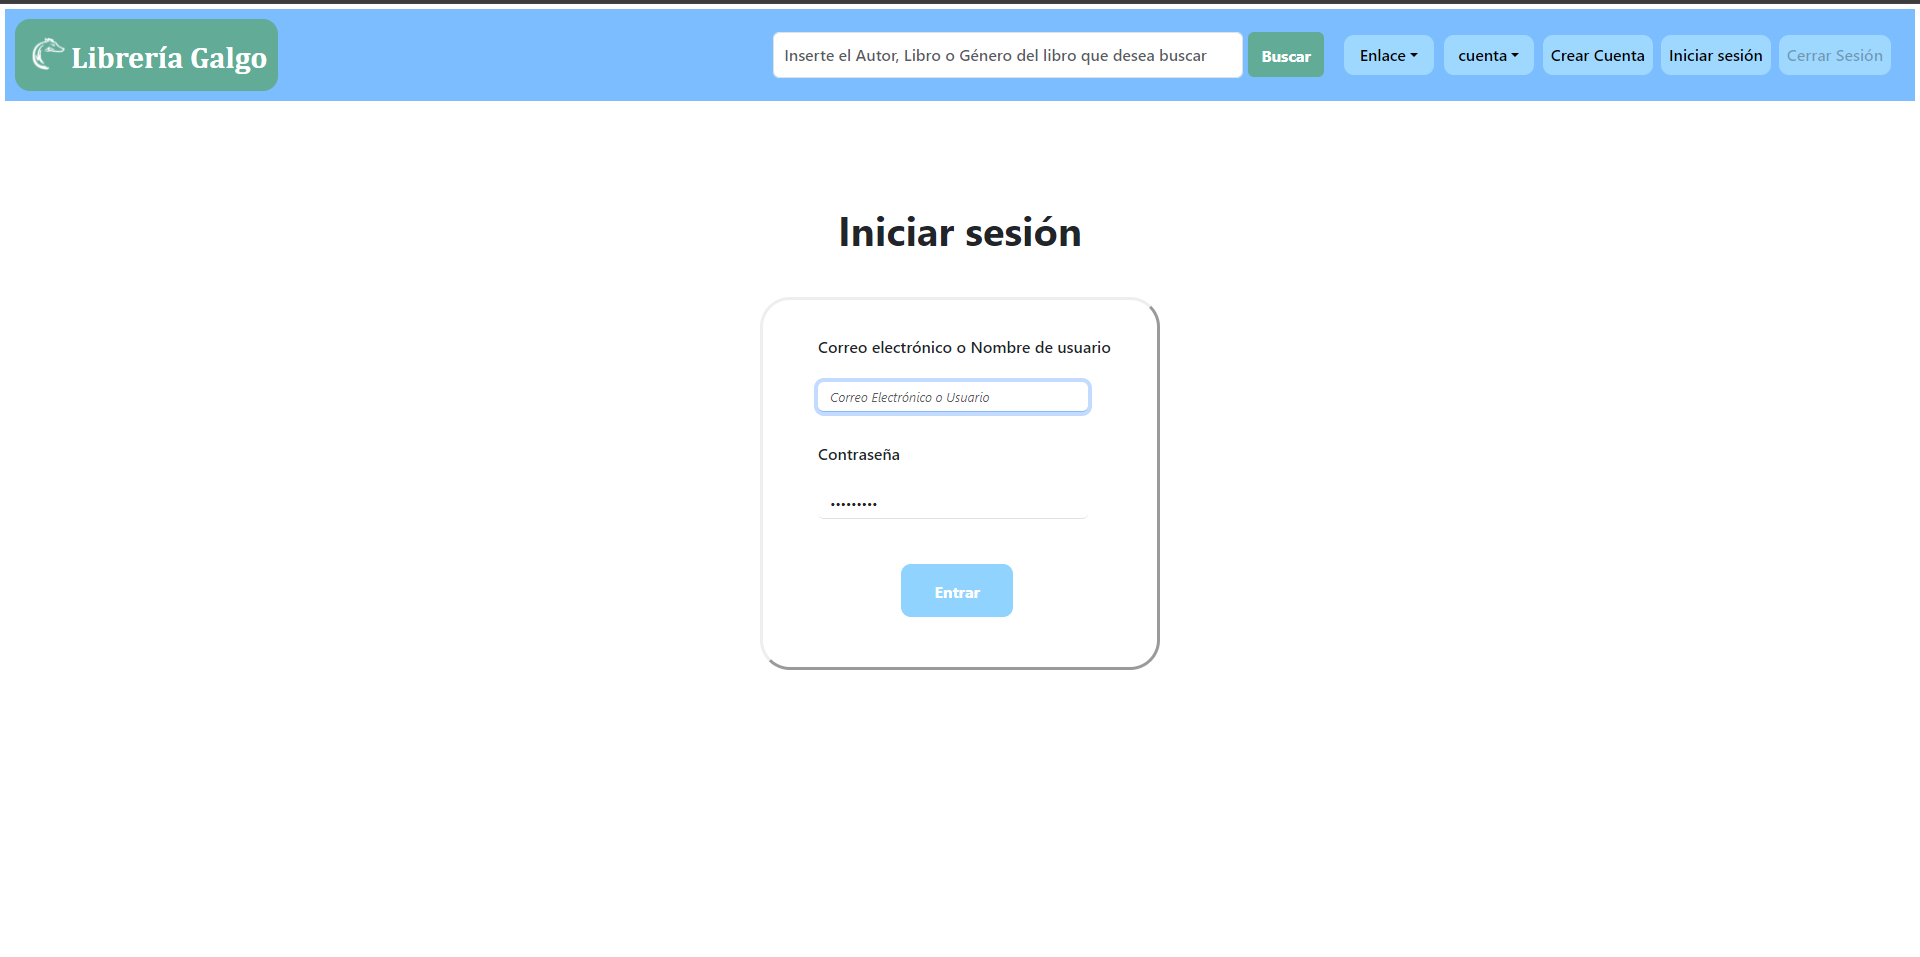 Librería Galgo
Inserte el Autor, Libro o Género del libro que desea buscar
Buscar
Enlace
cuenta
Crear Cuenta
Iniciar sesión
Cerrar Sesión
Iniciar sesión
Correo electrónico o Nombre de usuario
Correo Electrónico o Usuario
Contraseña
•••••••••
Entrar